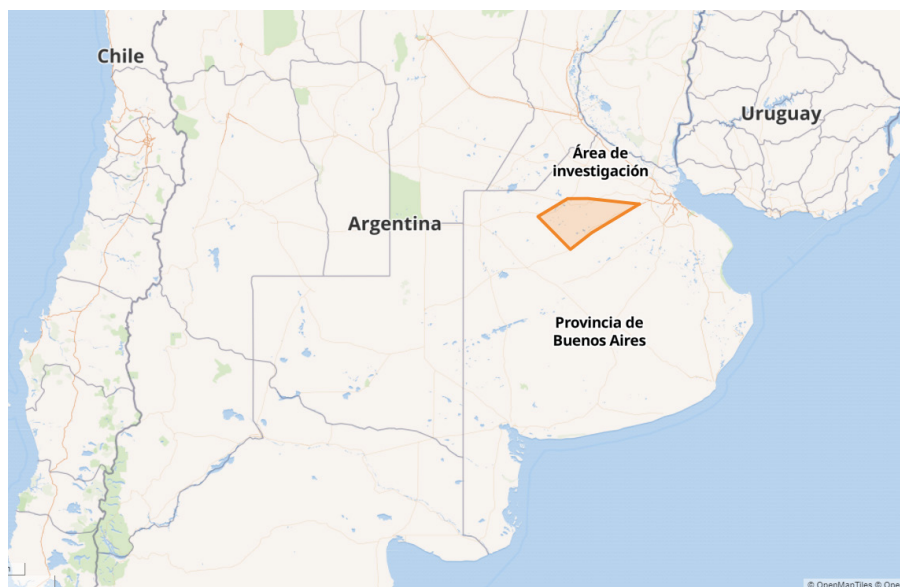 Chile
Uruguay
Área de
investigación
Argentina
Provincia de
Buenos Aires
© OpenMapTiles © Ope